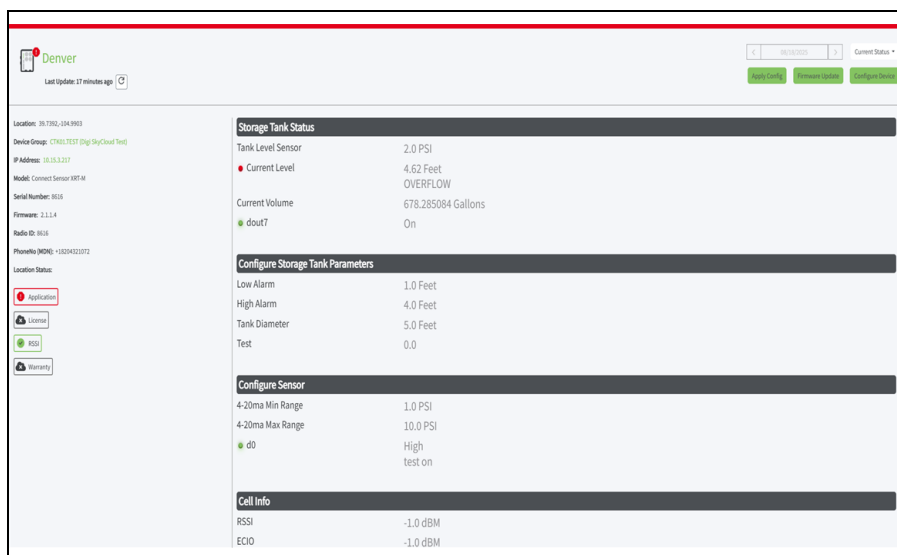 Denver
Last Update: 17 minutes ago
06/18/2025
Current Status
Apply Config
Firmware Update
Configure Device
Location: 39.7392,-104.9903
Device Group: CTK01.TEST (Digi SkyCloud Test)
IP Address: 10.15.3.217
Model: Connect Sensor XRT-M
Serial Number: 8616
Firmware: 2.1.1.4
Radio ID: 8616
PhoneNo (MDN): +18204321072
Location Status:
Application
License
RSSI
Warranty
Storage Tank Status
Tank Level Sensor 2.0 PSI
Current Level 4.62 Feet
OVERFLOW
Current Volume 678.285084 Gallons
dout7 On
Configure Storage Tank Parameters
Low Alarm 1.0 Feet
High Alarm 4.0 Feet
Tank Diameter 5.0 Feet
Test 0.0
Configure Sensor
4-20ma Min Range 1.0 PSI
4-20ma Max Range 10.0 PSI
d0 High
test on
Cell Info
RSSI -1.0 dBM
ECIO -1.0 dBM